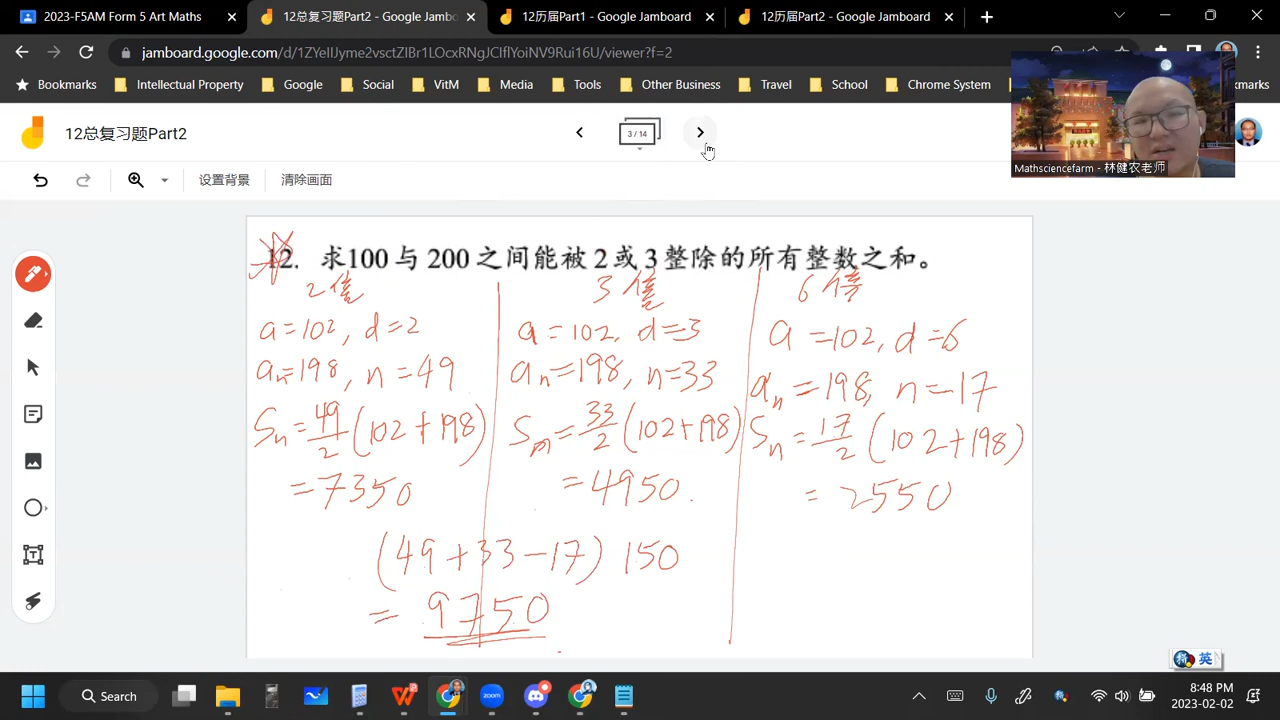 2023-F5AM Form 5 Art Maths
12总复习题Part2 - Google Jambo
12历届Part1 - Google Jamboard
12历届Part2 - Google Jamboard
jamboard.google.com/d/1ZYelIJyme2vsctZIBr1LOcxRNgJCIflYoiNV9Rui16U/viewer?f=2
Bookmarks Intellectual Property Google Social VitM Media Tools Other Business Travel School Chrome System
Mathsciencefarm - 林健农老师
12总复习题Part2
3 / 14
设置背景 清除画面
12. 求100与200之间能被2或3整除的所有整数之和。
2倍 3倍 6倍
a=102, d=2 a=102, d=3 a=102, d=6
an=198, n=49 an=198, n=33 an=198, n=17
Sn=49/2(102+198) Sn=33/2(102+198) Sn=17/2(102+198)
=7350 =4950 =2550
(49+33-17) 150
= 9750
英
Search
8:48 PM
2023-02-02